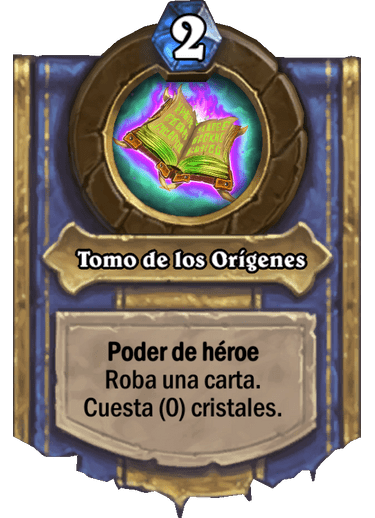 2
Tomo de los Orígenes
Poder de héroe
Roba una carta.
Cuesta (0) cristales.